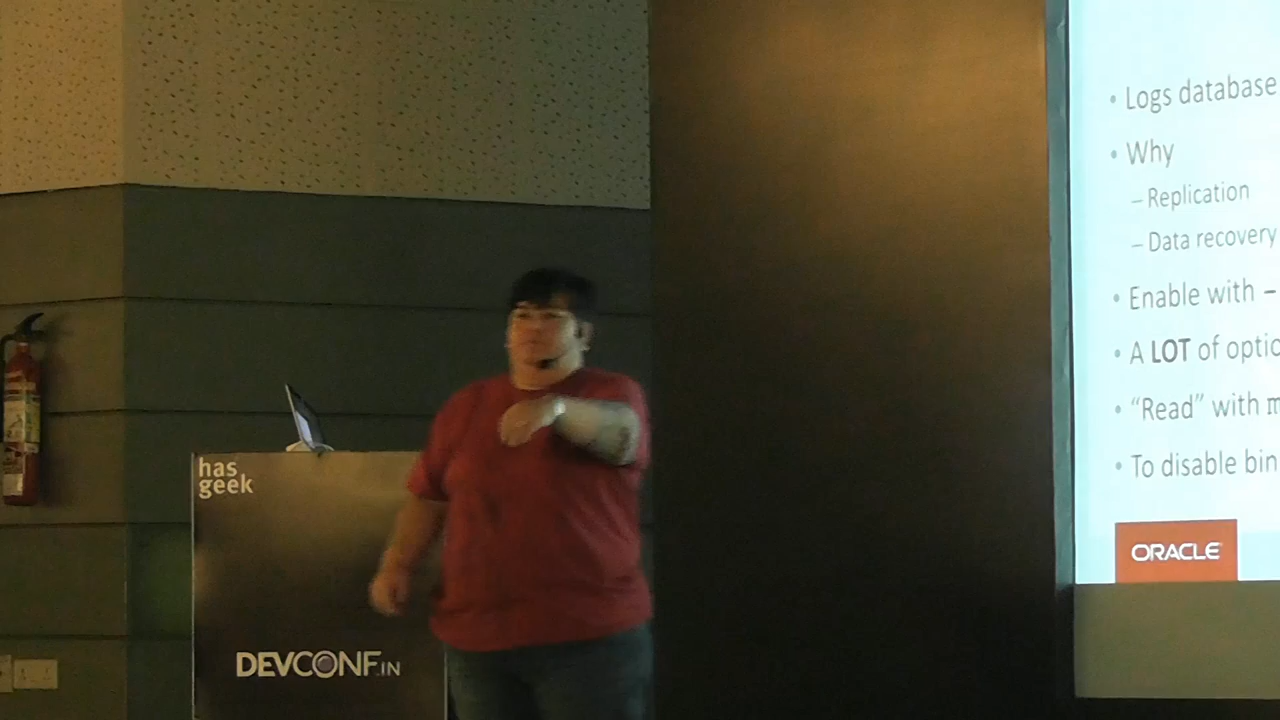 has
geek
DEVCONF.IN
• Logs database
• Why
– Replication
– Data recovery
• Enable with –
• A LOT of optio
• “Read” with m
• To disable bin
ORACLE